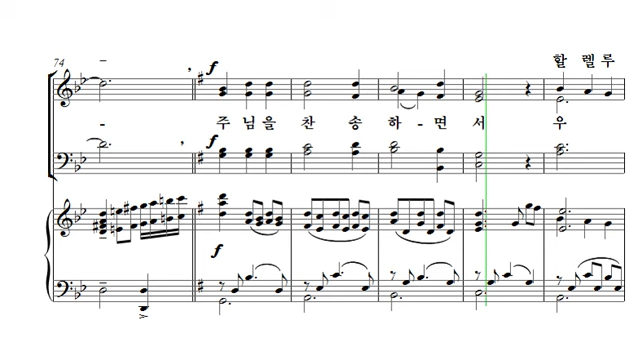 74
할 렐 루
f
- 주 님 을 찬 송 하 - 면 서 우
f
f